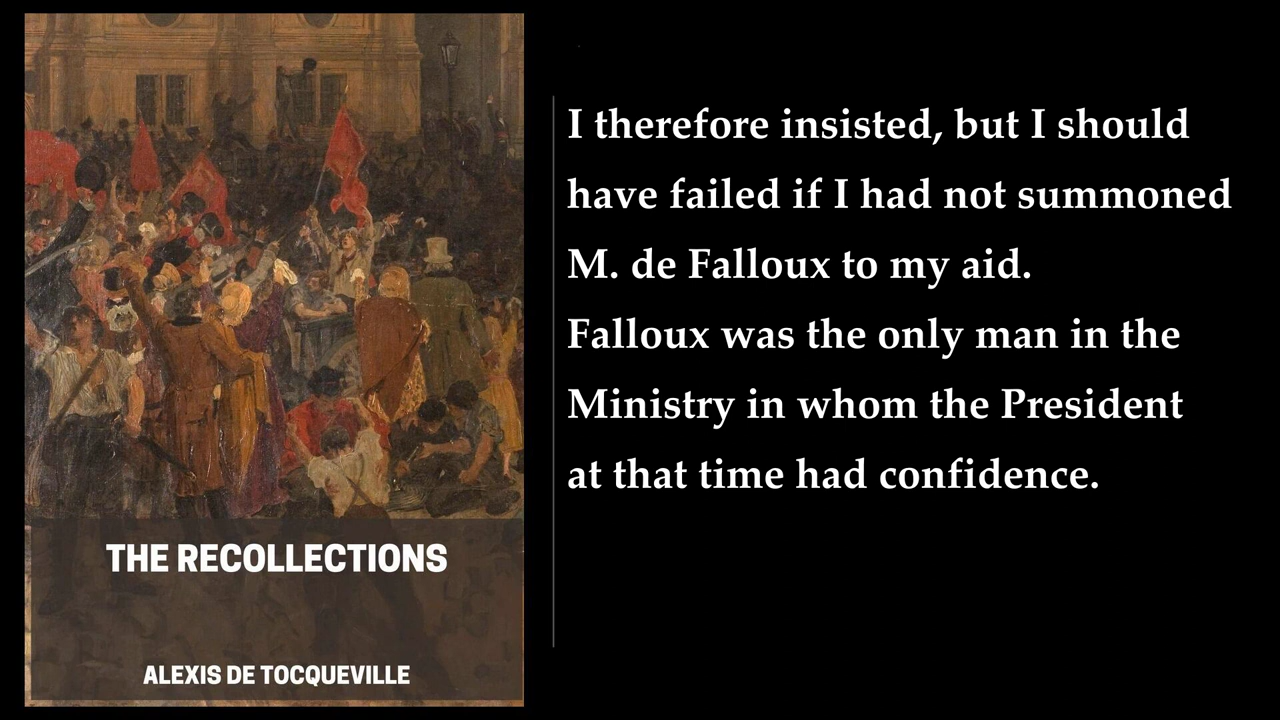 THE RECOLLECTIONS
ALEXIS DE TOCQUEVILLE
I therefore insisted, but I should
have failed if I had not summoned
M. de Falloux to my aid.
Falloux was the only man in the
Ministry in whom the President
at that time had confidence.